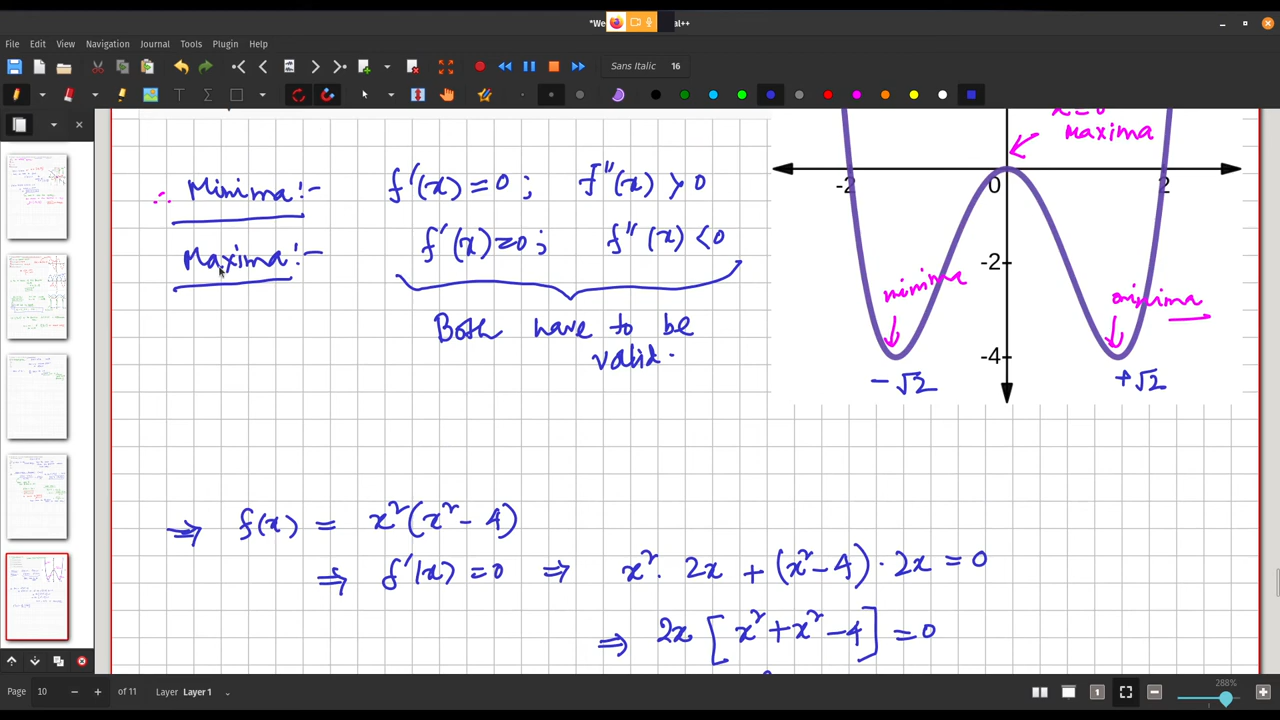 *We al++
File Edit View Navigation Journal Tools Plugin Help
Sans Italic 16
∴ Minima:- f'(x) = 0 ; f''(x) > 0
Maxima:- f'(x) = 0 ; f''(x) < 0
Both have to be
valid.
Maxima
-2 0 2
-2
minima minima
-4
-√2 +√2
⇒ f(x) = x²(x² - 4)
⇒ f'(x) = 0 ⇒ x² · 2x + (x² - 4) · 2x = 0
⇒ 2x [x² + x² - 4] = 0
Page 10 of 11 Layer Layer 1 288%